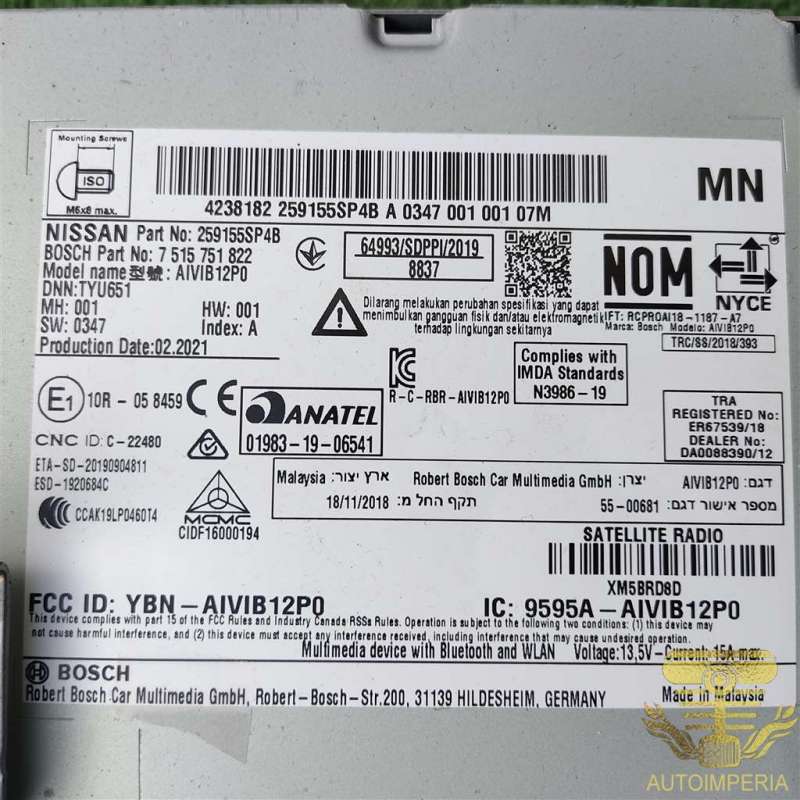 Mounting Screws
ISO
M5x8 max.
4238182 259155SP4B A 0347 001 001 07M
MN
NISSAN Part No: 259155SP4B
BOSCH Part No: 7 515 751 822
Model name型號: AIVIB12P0
DNN:TYU651
MH: 001 HW: 001
SW: 0347 Index: A
Production Date:02.2021
64993/SDPPI/2019
8837
Dilarang melakukan perubahan spesifikasi yang dapat
menimbulkan gangguan fisik dan/atau elektromagnetik
terhadap lingkungan sekitarnya
NOM
NYCE
IFT: RCPROAI18-1187-A7
Marca: Bosch Modelo: AIVIB12P0
TRC/SS/2018/393
E1 10R - 05 8459 CE
ANATEL
01983-19-06541
R-C-RBR-AIVIB12P0
Complies with
IMDA Standards
N3986-19
TRA
REGISTERED No:
ER67539/18
DEALER No:
DA0088390/12
CNC ID: C-22480
ETA-SD-20190904811
ESD-1920684C
CCAK19LP0460T4
MCMC
CIDF16000194
דגם: AIVIB12P0 יצרן: Robert Bosch Car Multimedia GmbH ארץ יצור: Malaysia
מספר אישור דגם: 55-00681 תקף החל מ: 18/11/2018
SATELLITE RADIO
XM5BRD8D
FCC ID: YBN-AIVIB12P0 IC: 9595A-AIVIB12P0
This device complies with part 15 of the FCC Rules and Industry Canada RSSs Rules. Operation is subject to the following two conditions: (1) this device may
not cause harmful interference, and (2) this device must accept any interference received, including interference that may cause undesired operation.
Multimedia device with Bluetooth and WLAN Voltage:13,5V-Current:15A max.
BOSCH
Robert Bosch Car Multimedia GmbH, Robert-Bosch-Str.200, 31139 HILDESHEIM, GERMANY Made in Malaysia
AUTOIMPERIA